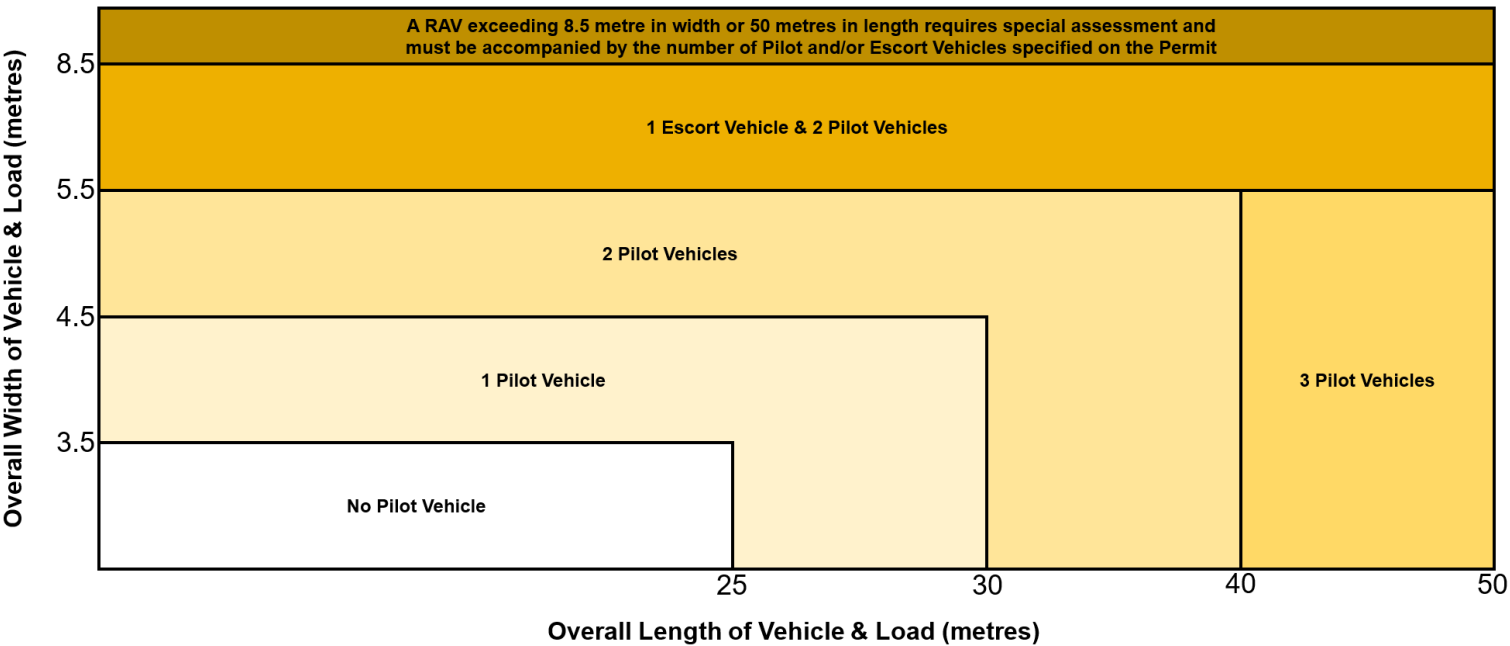 A RAV exceeding 8.5 metre in width or 50 metres in length requires special assessment and
must be accompanied by the number of Pilot and/or Escort Vehicles specified on the Permit
8.5
1 Escort Vehicle & 2 Pilot Vehicles
5.5
2 Pilot Vehicles
4.5
1 Pilot Vehicle
3 Pilot Vehicles
3.5
No Pilot Vehicle
25
30
40
50
Overall Width of Vehicle & Load (metres)
Overall Length of Vehicle & Load (metres)